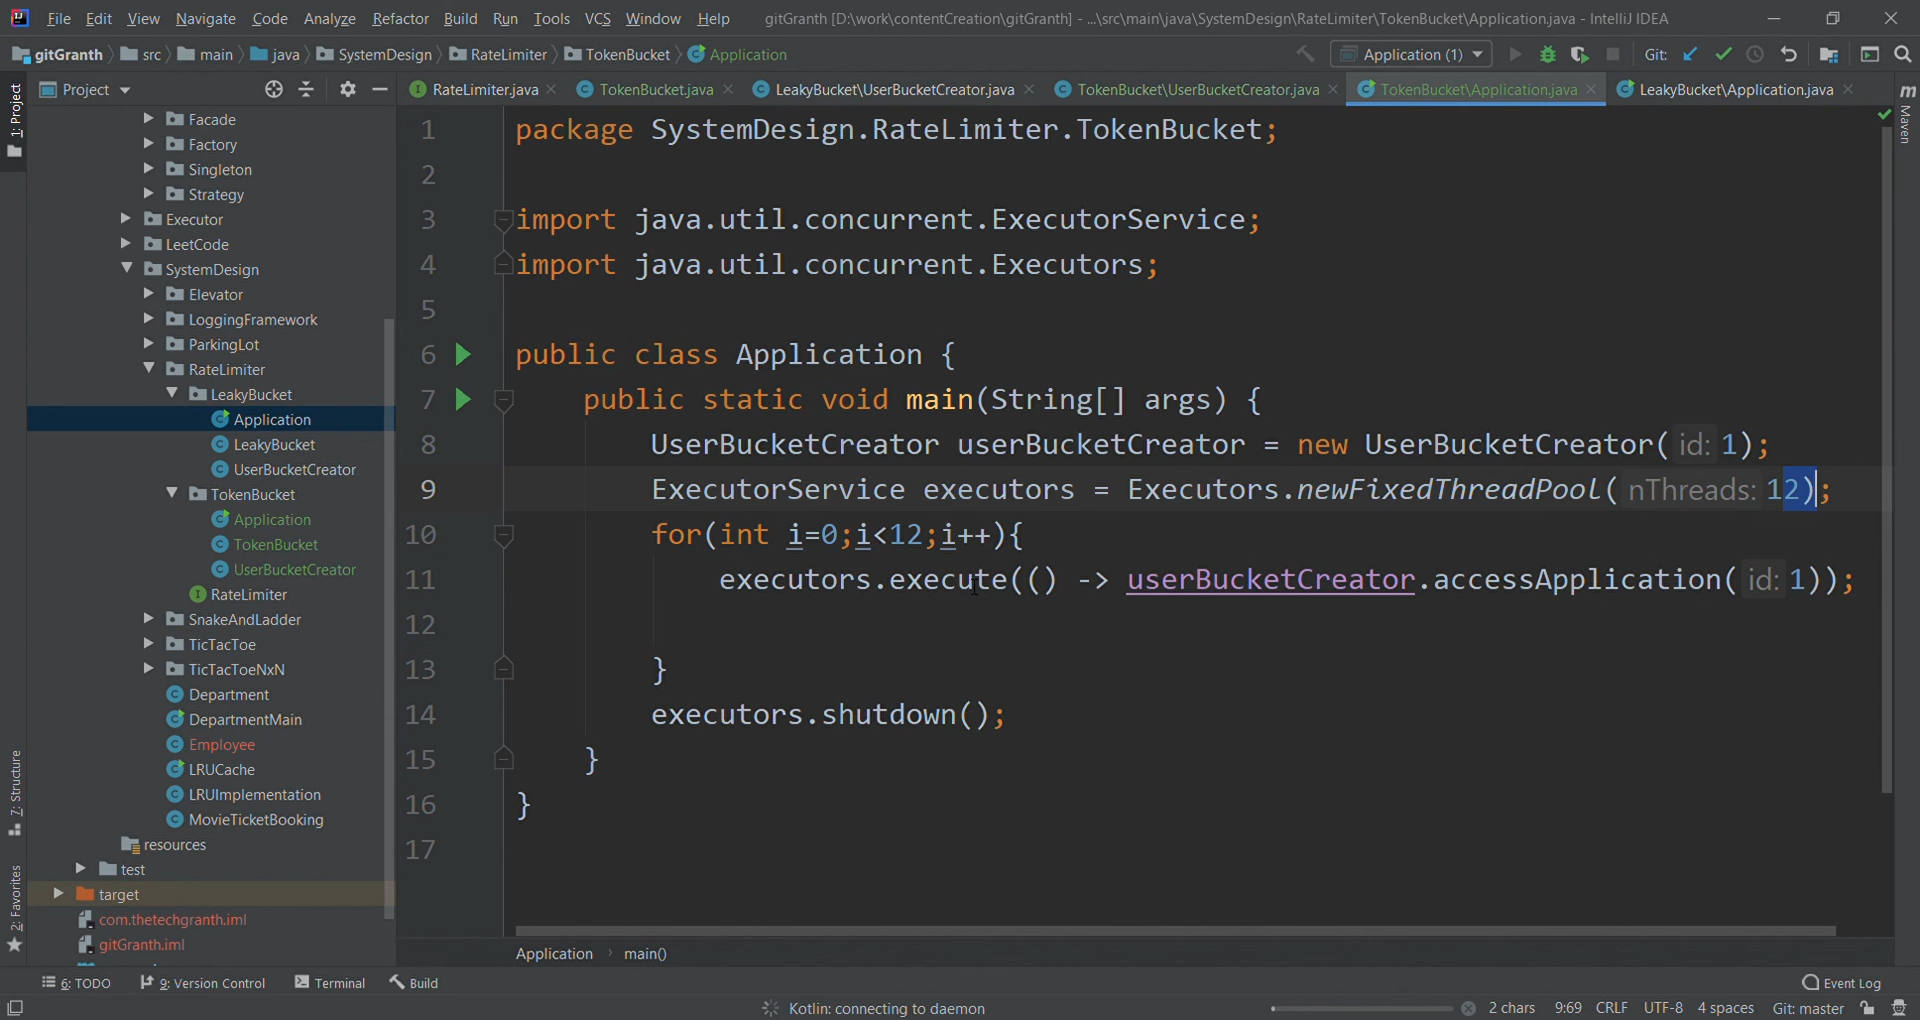 File Edit View Navigate Code Analyze Refactor Build Run Tools VCS Window Help gitGranth [D:\work\contentCreation\gitGranth] - ...\src\main\java\SystemDesign\RateLimiter\TokenBucket\Application.java - IntelliJ IDEA
gitGranth src main java SystemDesign RateLimiter TokenBucket Application Application (1) Git:
1: Project
Project
RateLimiter.java TokenBucket.java LeakyBucket\UserBucketCreator.java TokenBucket\UserBucketCreator.java TokenBucket\Application.java LeakyBucket\Application.java
Maven
Facade
Factory
Singleton
Strategy
Executor
LeetCode
SystemDesign
Elevator
LoggingFramework
ParkingLot
RateLimiter
LeakyBucket
Application
LeakyBucket
UserBucketCreator
TokenBucket
Application
TokenBucket
UserBucketCreator
RateLimiter
SnakeAndLadder
TicTacToe
TicTacToeNxN
Department
DepartmentMain
Employee
LRUCache
LRUImplementation
MovieTicketBooking
resources
test
target
com.thetechgranth.iml
gitGranth.iml
7: Structure
2: Favorites
1 package SystemDesign.RateLimiter.TokenBucket;
2
3 import java.util.concurrent.ExecutorService;
4 import java.util.concurrent.Executors;
5
6 public class Application {
7 public static void main(String[] args) {
8 UserBucketCreator userBucketCreator = new UserBucketCreator( id: 1);
9 ExecutorService executors = Executors.newFixedThreadPool( nThreads: 12);
10 for(int i=0;i<12;i++){
11 executors.execute(() -> userBucketCreator.accessApplication( id: 1));
12
13 }
14 executors.shutdown();
15 }
16 }
17
Application main()
6: TODO 9: Version Control Terminal Build Event Log
Kotlin: connecting to daemon 2 chars 9:69 CRLF UTF-8 4 spaces Git: master